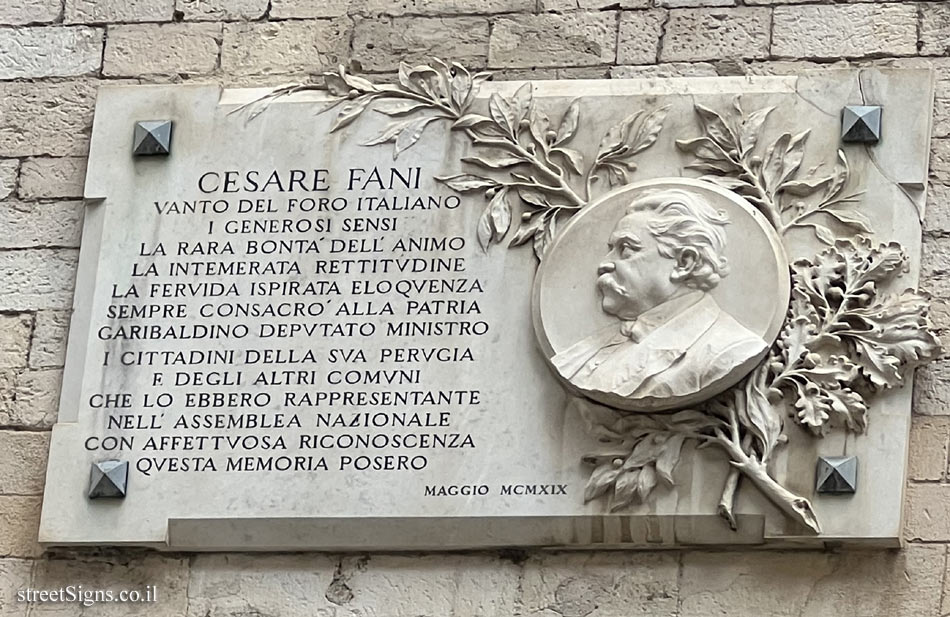 CESARE FANI
VANTO DEL FORO ITALIANO
I GENEROSI SENSI
LA RARA BONTA' DELL' ANIMO
LA INTEMERATA RETTITVDINE
LA FERVIDA ISPIRATA ELOQVENZA
SEMPRE CONSACRO' ALLA PATRIA
GARIBALDINO DEPVTATO MINISTRO
I CITTADINI DELLA SVA PERVGIA
E DEGLI ALTRI COMVNI
CHE LO EBBERO RAPPRESENTANTE
NELL' ASSEMBLEA NAZIONALE
CON AFFETTVOSA RICONOSCENZA
QVESTA MEMORIA POSERO
MAGGIO MCMXIX
streetSigns.co.il